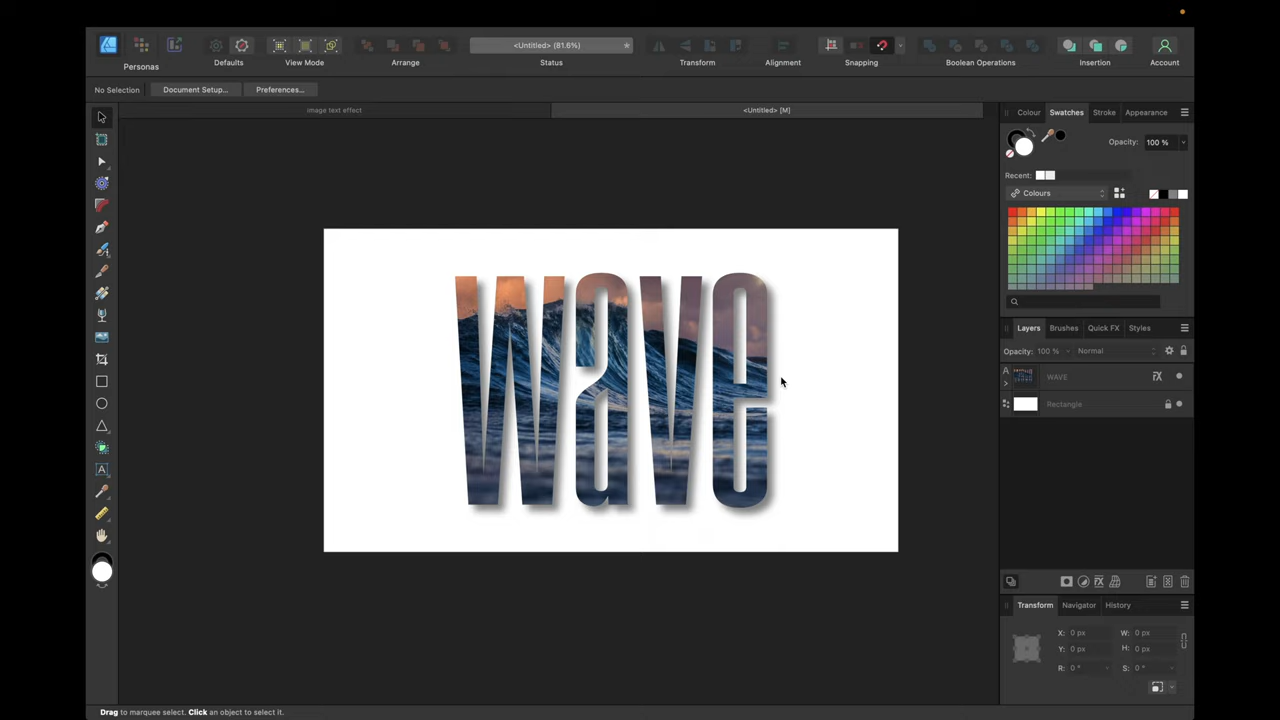 <Untitled> (81.6%)
Personas
Defaults
View Mode
Arrange
Status
Transform
Alignment
Snapping
Boolean Operations
Insertion
Account
No Selection
Document Setup...
Preferences...
image text effect
<Untitled> [M]
Colour
Swatches
Stroke
Appearance
Opacity:
100 %
Recent:
Colours
wave
Layers
Brushes
Quick FX
Styles
Opacity: 100 %
Normal
WAVE
Rectangle
Transform
Navigator
History
X: 0 px
W: 0 px
Y: 0 px
H: 0 px
R: 0 °
S: 0 °
Drag to marquee select. Click an object to select it.